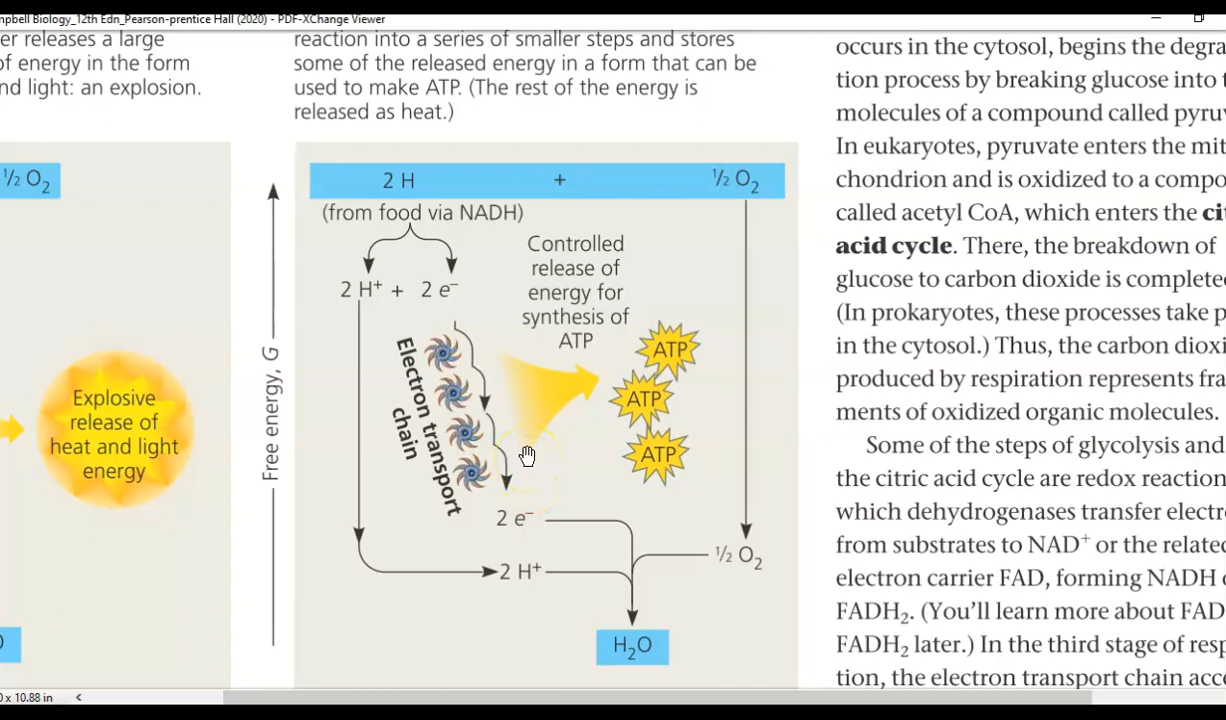 mpbell Biology_12th Edn_Pearson-prentice Hall (2020) - PDF-XChange Viewer
er releases a large
of energy in the form
nd light: an explosion.
½ O2
Explosive
release of
heat and light
energy
reaction into a series of smaller steps and stores
some of the released energy in a form that can be
used to make ATP. (The rest of the energy is
released as heat.)
Free energy, G
2 H + ½ O2
(from food via NADH)
2 H+ + 2 e−
Controlled
release of
energy for
synthesis of
ATP
Electron transport
chain
ATP
ATP
ATP
2 e−
½ O2
2 H+
H2O
occurs in the cytosol, begins the degra
tion process by breaking glucose into t
molecules of a compound called pyruv
In eukaryotes, pyruvate enters the mit
chondrion and is oxidized to a compo
called acetyl CoA, which enters the cit
acid cycle. There, the breakdown of
glucose to carbon dioxide is complete
(In prokaryotes, these processes take p
in the cytosol.) Thus, the carbon dioxi
produced by respiration represents fra
ments of oxidized organic molecules.
Some of the steps of glycolysis and
the citric acid cycle are redox reaction
which dehydrogenases transfer electr
from substrates to NAD+ or the relate
electron carrier FAD, forming NADH
FADH2. (You'll learn more about FAD
FADH2 later.) In the third stage of resp
tion, the electron transport chain acc
0 x 10.88 in